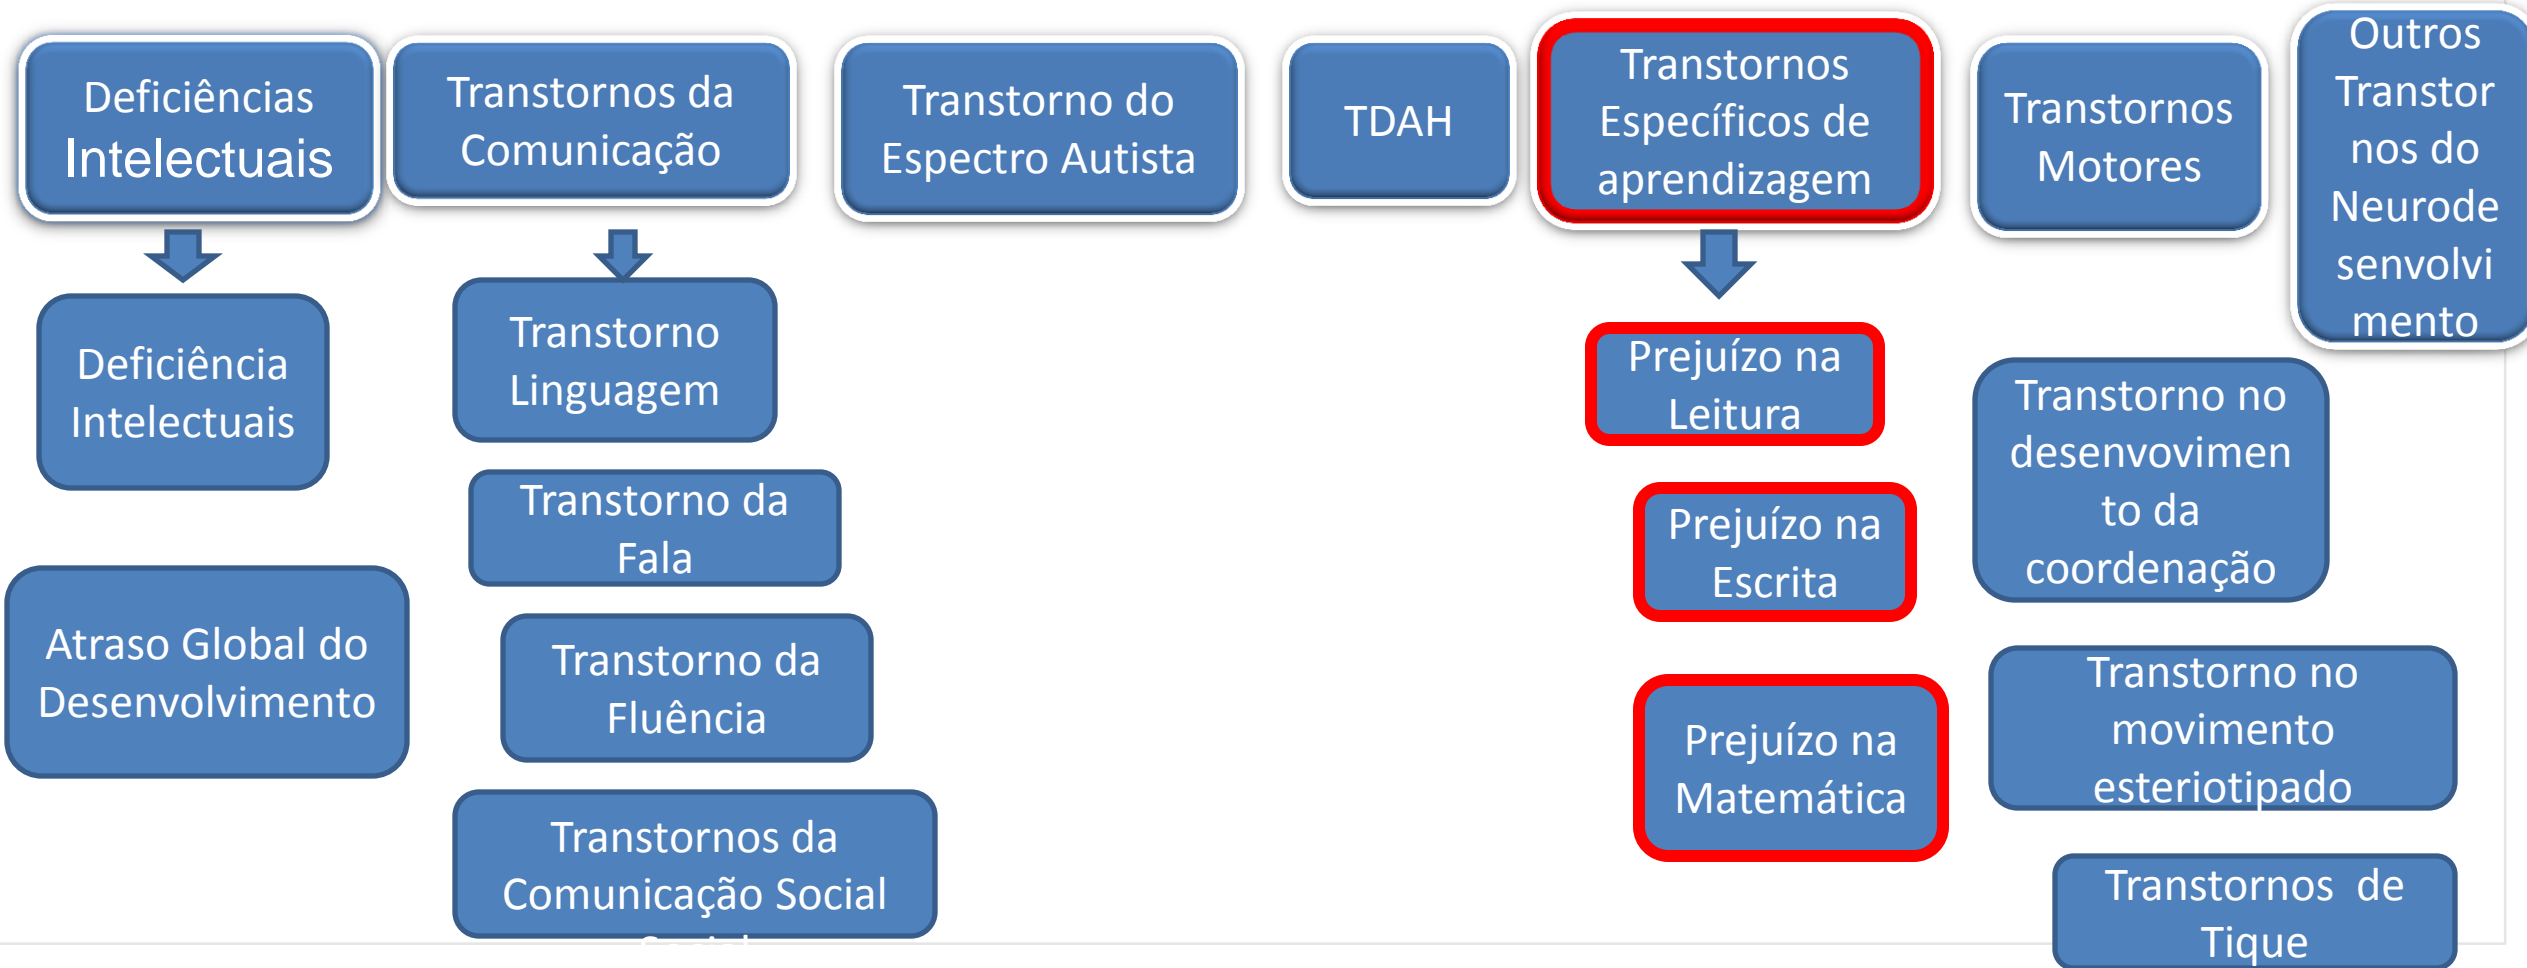 Deficiências
Intelectuais
Transtornos da
Comunicação
Transtorno do
Espectro Autista
TDAH
Transtornos
Específicos de
aprendizagem
Transtornos
Motores
Outros
Transtor
nos do
Neurode
senvolvi
mento
Deficiência
Intelectuais
Atraso Global do
Desenvolvimento
Transtorno
Linguagem
Transtorno da
Fala
Transtorno da
Fluência
Transtornos da
Comunicação Social
Social
Prejuízo na
Leitura
Prejuízo na
Escrita
Prejuízo na
Matemática
Transtorno no
desenvovimen
to da
coordenação
Transtorno no
movimento
esteriotipado
Transtornos de
Tique